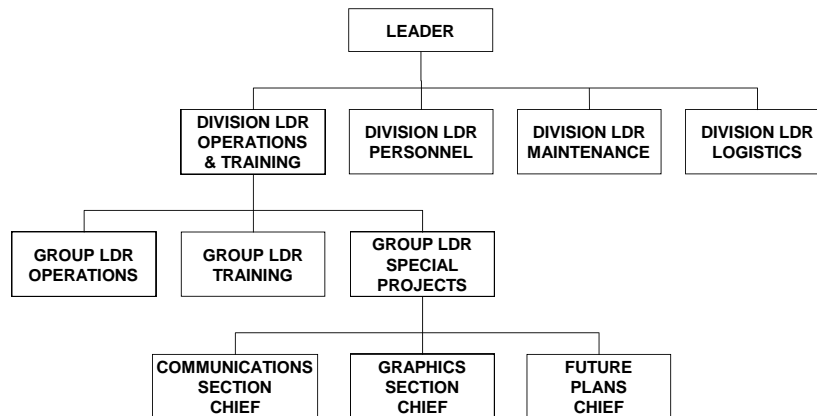 LEADER
DIVISION LDR
OPERATIONS
& TRAINING
DIVISION LDR
PERSONNEL
DIVISION LDR
MAINTENANCE
DIVISION LDR
LOGISTICS
GROUP LDR
OPERATIONS
GROUP LDR
TRAINING
GROUP LDR
SPECIAL
PROJECTS
COMMUNICATIONS
SECTION
CHIEF
GRAPHICS
SECTION
CHIEF
FUTURE
PLANS
CHIEF